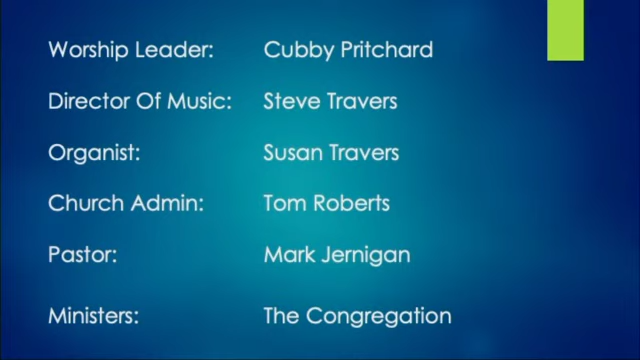 Worship Leader: Cubby Pritchard
Director Of Music: Steve Travers
Organist: Susan Travers
Church Admin: Tom Roberts
Pastor: Mark Jernigan
Ministers: The Congregation